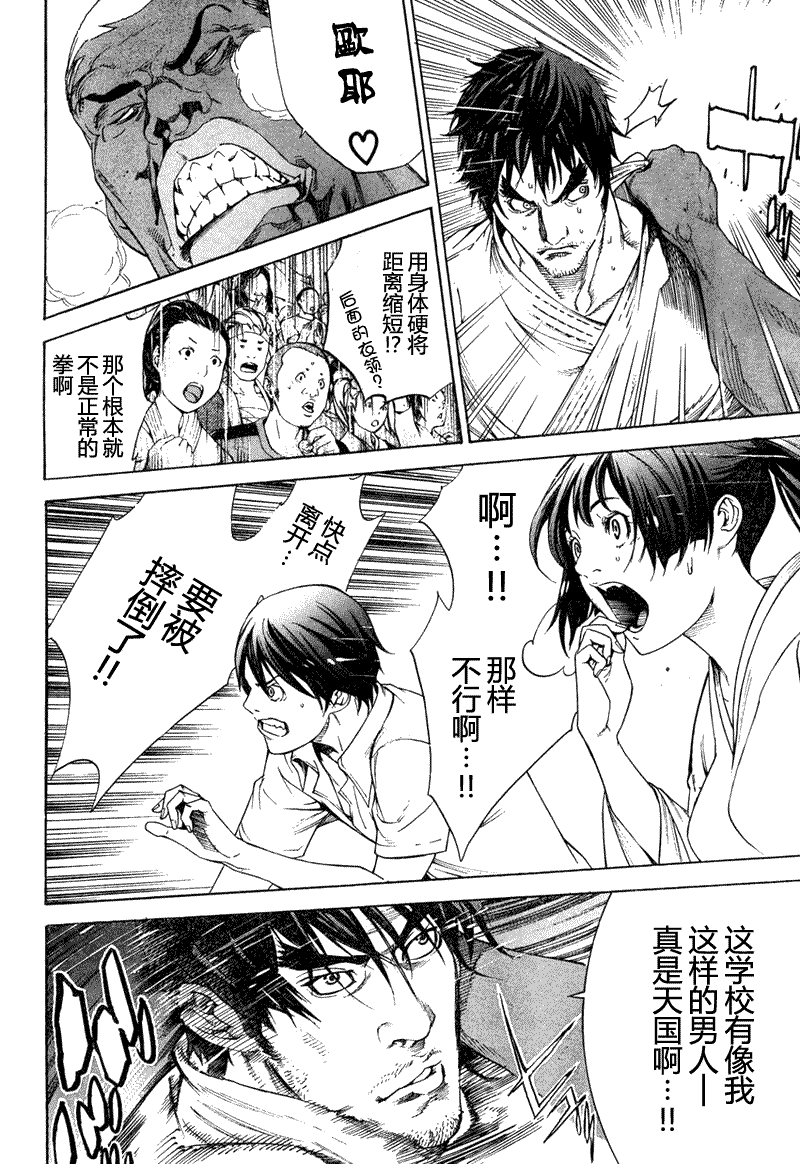 歐耶♡
用身体硬将
距离缩短!?
后面的衣领?
那个根本就
不是正常的
拳啊
啊…!!
那样
不行啊…!!
快点
离开…
要被
摔倒了!!
这学校有像我
这样的男人—
真是天国啊…!!